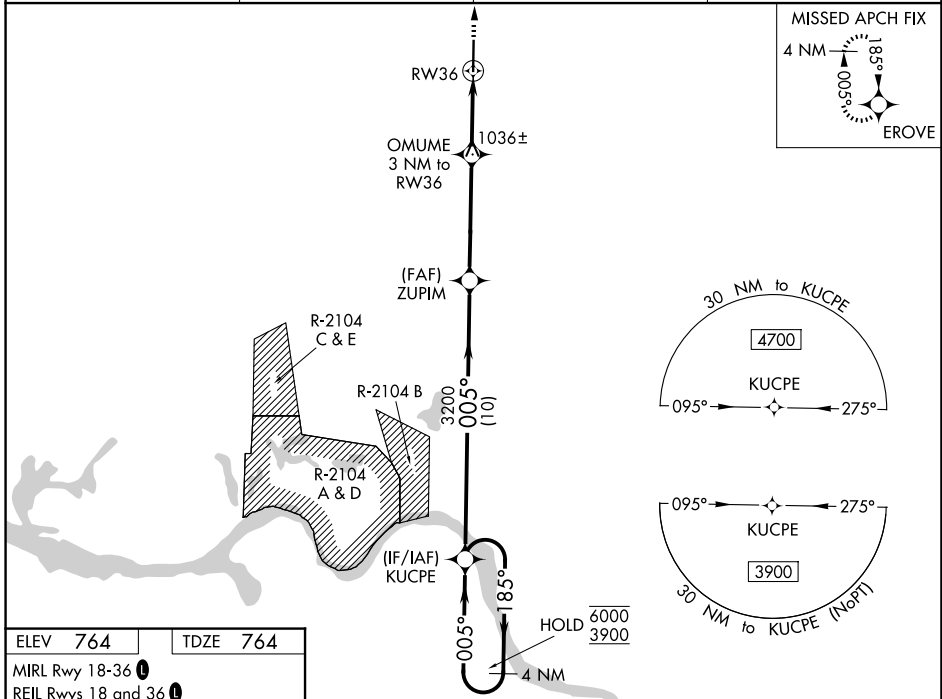 MISSED APCH FIX
4 NM
185°
005°
EROVE
RW36
OMUME
3 NM to
RW36
1036±
(FAF)
ZUPIM
R-2104
C & E
R-2104 B
R-2104
A & D
3200
005°
(10)
(IF/IAF)
KUCPE
005°
185°
HOLD
6000
3900
4 NM
30 NM to KUCPE
4700
KUCPE
095°
275°
095°
275°
KUCPE
3900
30 NM to KUCPE (NoPT)
ELEV 764
TDZE 764
MIRL Rwy 18-36 L
REIL Rwys 18 and 36 L